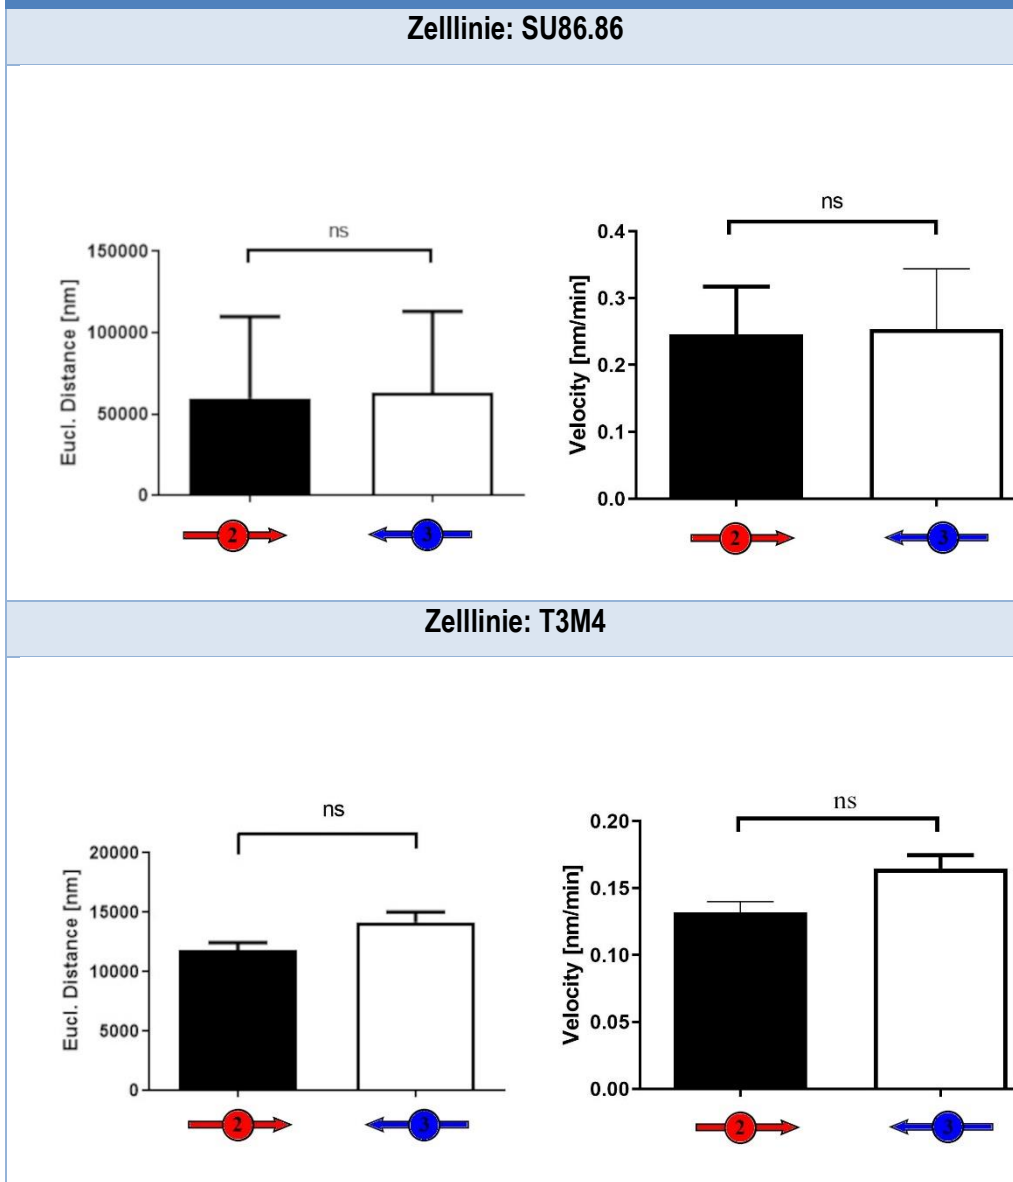 Zelllinie: SU86.86
ns
150000
100000
50000
0
Eucl. Distance [nm]
2
3
ns
0.4
0.3
0.2
0.1
0.0
Velocity [nm/min]
2
3
Zelllinie: T3M4
ns
20000
15000
10000
5000
0
Eucl. Distance [nm]
2
3
ns
0.20
0.15
0.10
0.05
0.00
Velocity [nm/min]
2
3